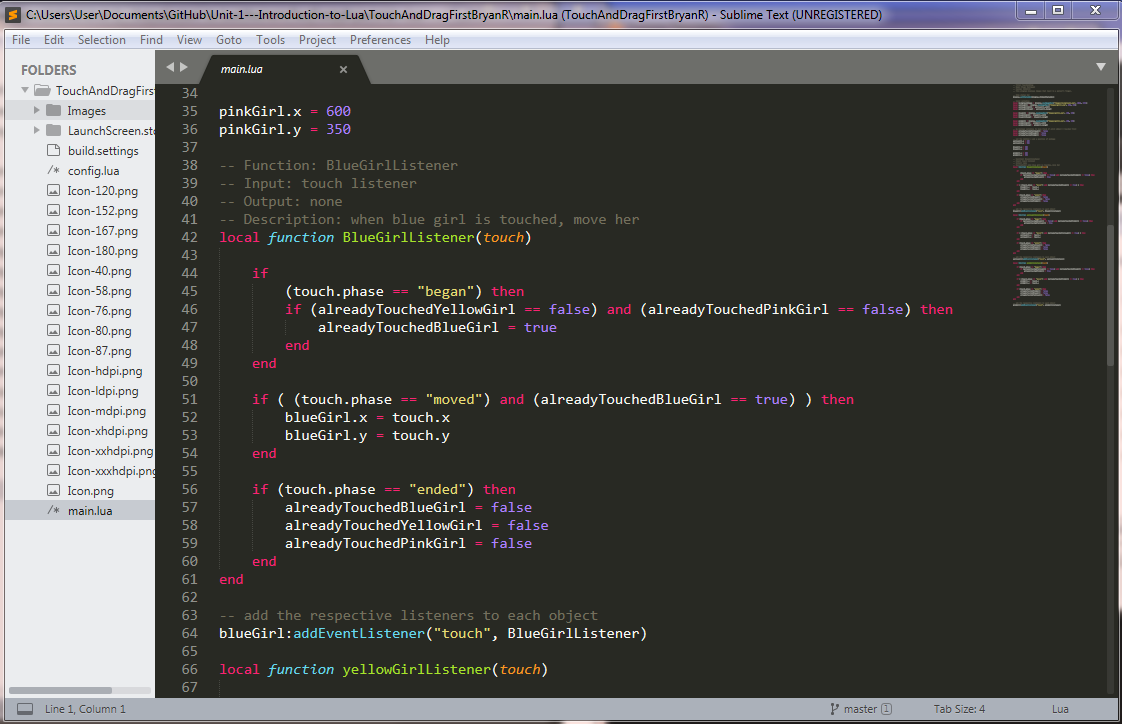 C:\Users\User\Documents\GitHub\Unit-1---Introduction-to-Lua\TouchAndDragFirstBryanR\main.lua (TouchAndDragFirstBryanR) - Sublime Text (UNREGISTERED)
File Edit Selection Find View Goto Tools Project Preferences Help
FOLDERS
TouchAndDragFirs
Images
LaunchScreen.sto
build.settings
/* config.lua
Icon-120.png
Icon-152.png
Icon-167.png
Icon-180.png
Icon-40.png
Icon-58.png
Icon-76.png
Icon-80.png
Icon-87.png
Icon-hdpi.png
Icon-ldpi.png
Icon-mdpi.png
Icon-xhdpi.png
Icon-xxhdpi.png
Icon-xxxhdpi.png
Icon.png
/* main.lua
main.lua
34
35 pinkGirl.x = 600
36 pinkGirl.y = 350
37
38 -- Function: BlueGirlListener
39 -- Input: touch listener
40 -- Output: none
41 -- Description: when blue girl is touched, move her
42 local function BlueGirlListener(touch)
43
44 if
45 (touch.phase == "began") then
46 if (alreadyTouchedYellowGirl == false) and (alreadyTouchedPinkGirl == false) then
47 alreadyTouchedBlueGirl = true
48 end
49 end
50
51 if ( (touch.phase == "moved") and (alreadyTouchedBlueGirl == true) ) then
52 blueGirl.x = touch.x
53 blueGirl.y = touch.y
54 end
55
56 if (touch.phase == "ended") then
57 alreadyTouchedBlueGirl = false
58 alreadyTouchedYellowGirl = false
59 alreadyTouchedPinkGirl = false
60 end
61 end
62
63 -- add the respective listeners to each object
64 blueGirl:addEventListener("touch", BlueGirlListener)
65
66 local function yellowGirlListener(touch)
67
Line 1, Column 1
master 1
Tab Size: 4
Lua